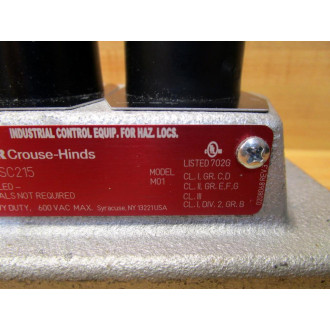 INDUSTRIAL CONTROL EQUIP. FOR HAZ. LOCS.
R Crouse-Hinds
SC215
MODEL
M01
LISTED 702G
CL. I, GR. C,D
CL. II, GR. E,F,G
CL. III
CL. I, DIV. 2, GR. B
LED –
ALS NOT REQUIRED
VY DUTY, 600 VAC MAX. Syracuse, NY 13221 USA